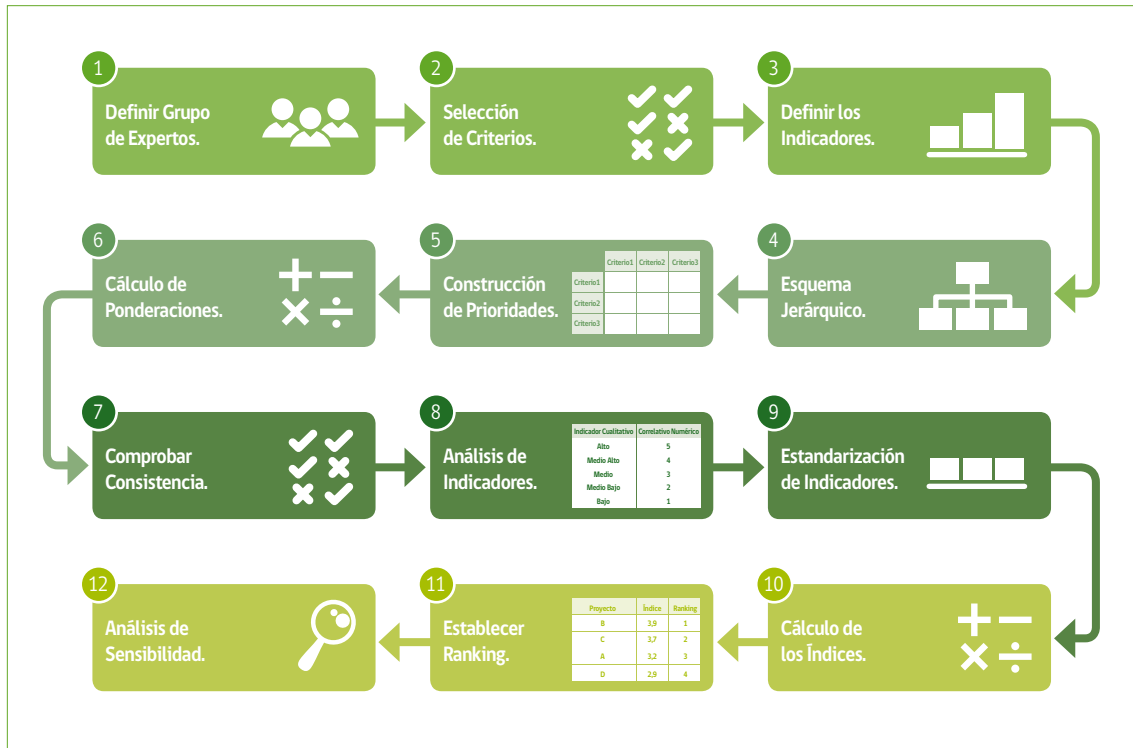 1
Definir Grupo
de Expertos.
2
Selección
de Criterios.
3
Definir los
Indicadores.
4
Esquema
Jerárquico.
5
Construcción
de Prioridades.
Criterio1 Criterio2 Criterio3
Criterio1
Criterio2
Criterio3
6
Cálculo de
Ponderaciones.
7
Comprobar
Consistencia.
8
Análisis de
Indicadores.
Indicador Cualitativo Correlativo Numérico
Alto 5
Medio Alto 4
Medio 3
Medio Bajo 2
Bajo 1
9
Estandarización
de Indicadores.
10
Cálculo de
los Índices.
11
Establecer
Ranking.
Proyecto Índice Ranking
B 3,9 1
C 3,7 2
A 3,2 3
D 2,9 4
12
Análisis de
Sensibilidad.